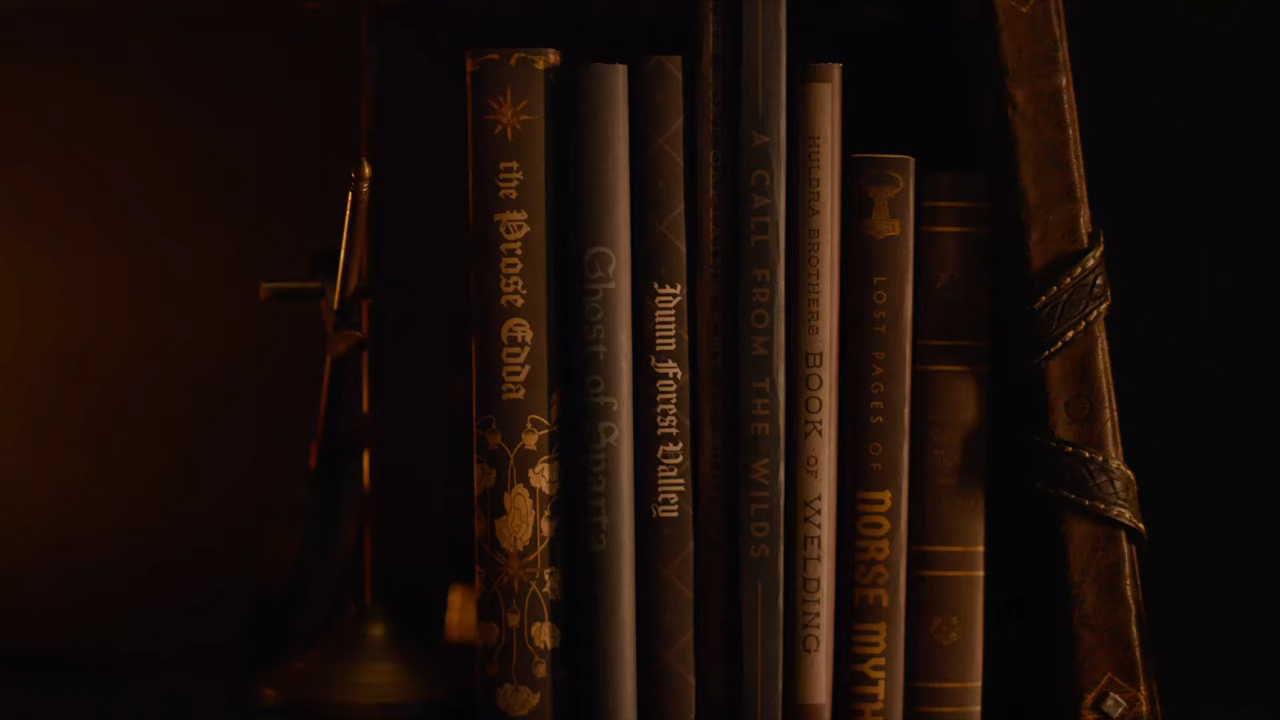 the Prose Edda
Ghost of Sparta
Idunn Forest Valley
A CALL FROM THE WILDS
HULDRA BROTHERS BOOK OF WELDING
LOST PAGES OF NORSE MYTH